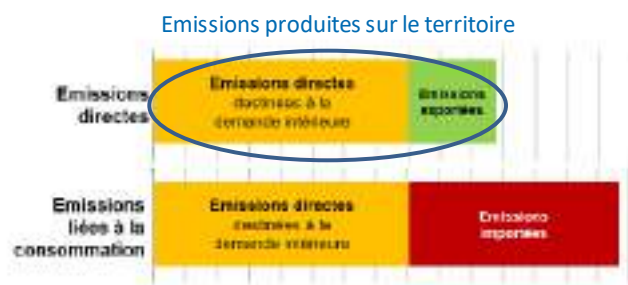 Emissions produites sur le territoire
Emissions
directes
Emissions directes
destinées à la
demande intérieure
Emissions
exportées
Emissions
liées à la
consommation
Emissions directes
destinées à la
demande intérieure
Emissions
importées